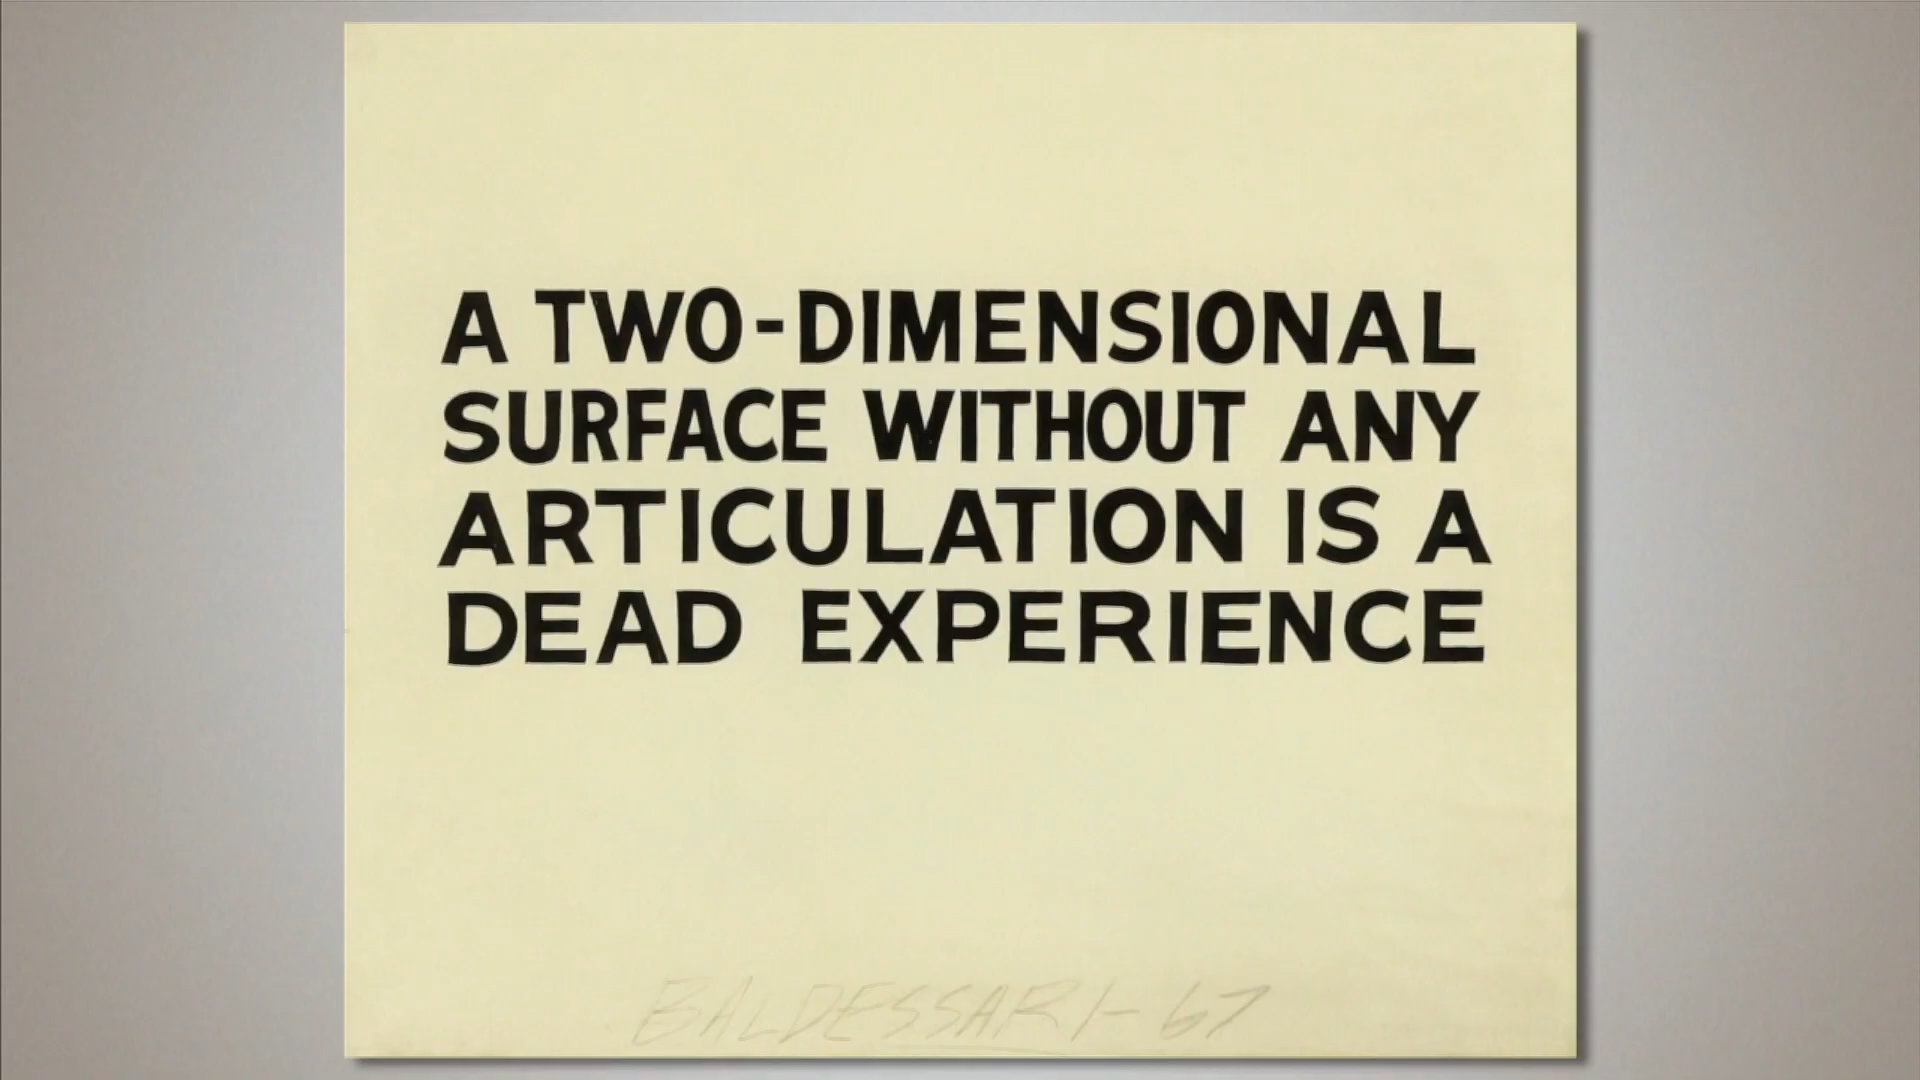 A TWO-DIMENSIONAL
SURFACE WITHOUT ANY
ARTICULATION IS A
DEAD EXPERIENCE
BALDESSARI-67